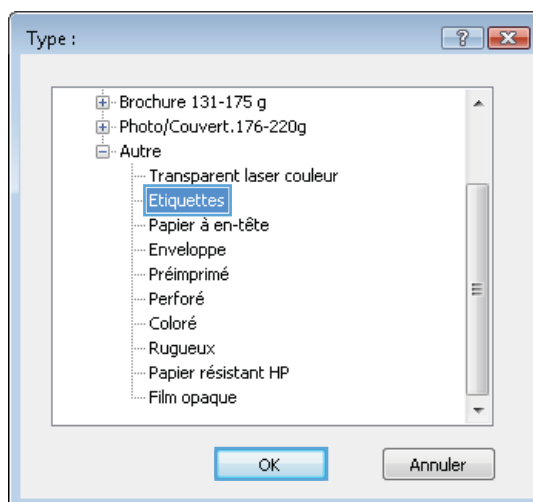 Type :
Brochure 131-175 g
Photo/Couvert.176-220g
Autre
Transparent laser couleur
Etiquettes
Papier à en-tête
Enveloppe
Préimprimé
Perforé
Coloré
Rugueux
Papier résistant HP
Film opaque
OK Annuler